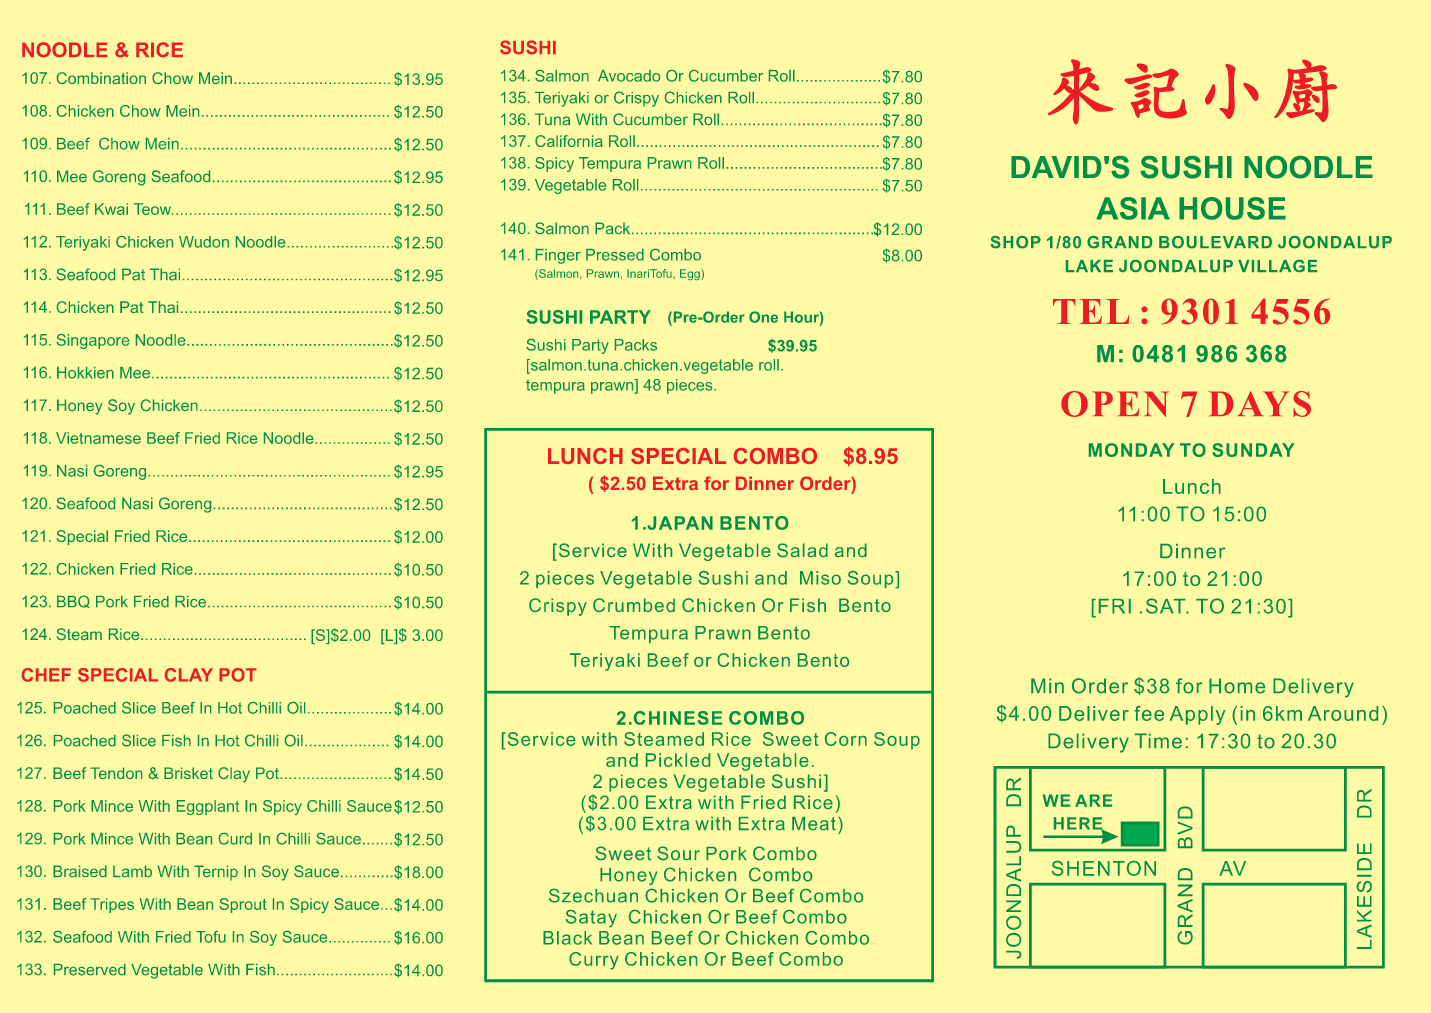 NOODLE & RICE
107. Combination Chow Mein................................... $13.95
108. Chicken Chow Mein.......................................... $12.50
109. Beef  Chow Mein............................................... $12.50
110. Mee Goreng Seafood........................................ $12.95
111. Beef Kwai Teow................................................. $12.50
112. Teriyaki Chicken Wudon Noodle........................$12.50
113. Seafood Pat Thai...............................................$12.95
114. Chicken Pat Thai............................................... $12.50
115. Singapore Noodle..............................................$12.50
116. Hokkien Mee..................................................... $12.50
117. Honey Soy Chicken...........................................$12.50
118. Vietnamese Beef Fried Rice Noodle................. $12.50
119. Nasi Goreng...................................................... $12.95
120. Seafood Nasi Goreng........................................$12.50
121. Special Fried Rice............................................. $12.00
122. Chicken Fried Rice............................................ $10.50
123. BBQ Pork Fried Rice......................................... $10.50
124. Steam Rice..................................... [S]$2.00  [L]$ 3.00
CHEF SPECIAL CLAY POT
125. Poached Slice Beef In Hot Chilli Oil...................$14.00
126. Poached Slice Fish In Hot Chilli Oil................... $14.00
127. Beef Tendon & Brisket Clay Pot.........................$14.50
128. Pork Mince With Eggplant In Spicy Chilli Sauce $12.50
129. Pork Mince With Bean Curd In Chilli Sauce.......$12.50
130. Braised Lamb With Ternip In Soy Sauce............$18.00
131. Beef Tripes With Bean Sprout In Spicy Sauce...$14.00
132. Seafood With Fried Tofu In Soy Sauce.............. $16.00
133. Preserved Vegetable With Fish..........................$14.00
SUSHI
134. Salmon  Avocado Or Cucumber Roll...................$7.80
135. Teriyaki or Crispy Chicken Roll............................$7.80
136. Tuna With Cucumber Roll....................................$7.80
137. California Roll...................................................... $7.80
138. Spicy Tempura Prawn Roll...................................$7.80
139. Vegetable Roll..................................................... $7.50
140. Salmon Pack......................................................$12.00
141. Finger Pressed Combo $8.00
(Salmon, Prawn, InariTofu, Egg)
SUSHI PARTY (Pre-Order One Hour)
Sushi Party Packs $39.95
[salmon.tuna.chicken.vegetable roll.
tempura prawn] 48 pieces.
LUNCH SPECIAL COMBO $8.95
( $2.50 Extra for Dinner Order)
1.JAPAN BENTO
[Service With Vegetable Salad and
2 pieces Vegetable Sushi and  Miso Soup]
Crispy Crumbed Chicken Or Fish  Bento
Tempura Prawn Bento
Teriyaki Beef or Chicken Bento
2.CHINESE COMBO
[Service with Steamed Rice  Sweet Corn Soup
and Pickled Vegetable.
2 pieces Vegetable Sushi]
($2.00 Extra with Fried Rice)
($3.00 Extra with Extra Meat)
Sweet Sour Pork Combo
Honey Chicken  Combo
Szechuan Chicken Or Beef Combo
Satay  Chicken Or Beef Combo
Black Bean Beef Or Chicken Combo
Curry Chicken Or Beef Combo
來記小廚
DAVID'S SUSHI NOODLE
ASIA HOUSE
SHOP 1/80 GRAND BOULEVARD JOONDALUP
LAKE JOONDALUP VILLAGE
TEL : 9301 4556
M: 0481 986 368
OPEN 7 DAYS
MONDAY TO SUNDAY
Lunch
11:00 TO 15:00
Dinner
17:00 to 21:00
[FRI .SAT. TO 21:30]
Min Order $38 for Home Delivery
$4.00 Deliver fee Apply (in 6km Around)
Delivery Time: 17:30 to 20.30
JOONDALUP DR
WE ARE
HERE
SHENTON AV
GRAND BVD
LAKESIDE DR